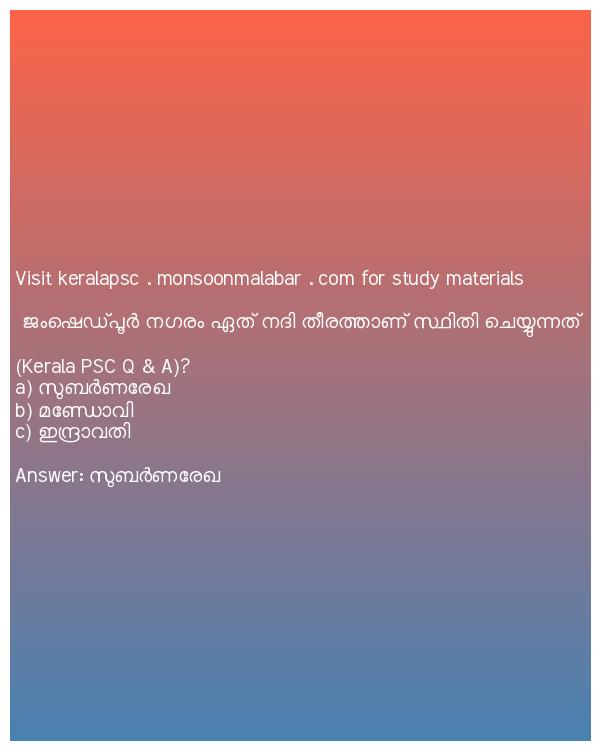 Visit keralapsc . monsoonmalabar . com for study materials
ജംഷെഡ്പൂർ നഗരം ഏത് നദി തീരത്താണ് സ്ഥിതി ചെയ്യുന്നത്
(Kerala PSC Q & A)?
a) സുബർണരേഖ
b) മണ്ഡോവി
c) ഇന്ദ്രാവതി
Answer: സുബർണരേഖ